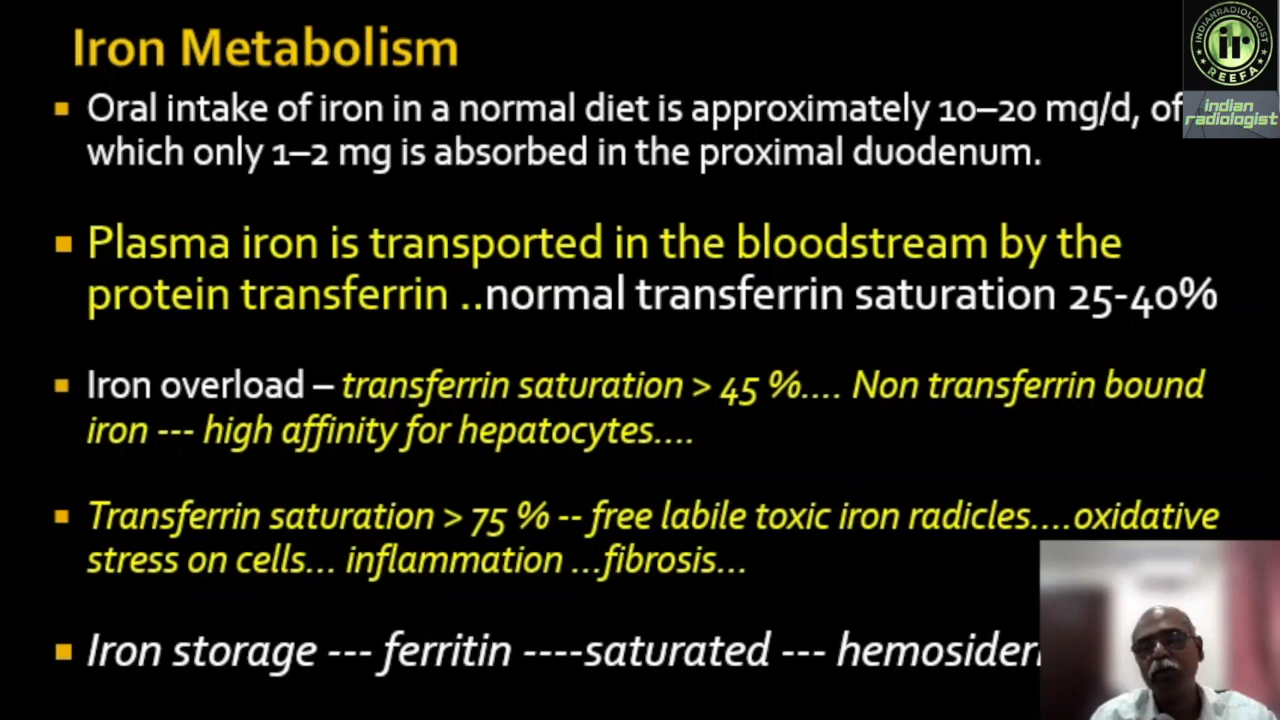 Iron Metabolism
Oral intake of iron in a normal diet is approximately 10–20 mg/d, of
which only 1–2 mg is absorbed in the proximal duodenum.
Plasma iron is transported in the bloodstream by the
protein transferrin ..normal transferrin saturation 25-40%
Iron overload – transferrin saturation > 45 %.... Non transferrin bound
iron --- high affinity for hepatocytes....
Transferrin saturation > 75 % -- free labile toxic iron radicles....oxidative
stress on cells... inflammation ...fibrosis...
Iron storage --- ferritin ----saturated ---
INDIANRADIOLOGIST
ir
REEFA
indian
radiologist